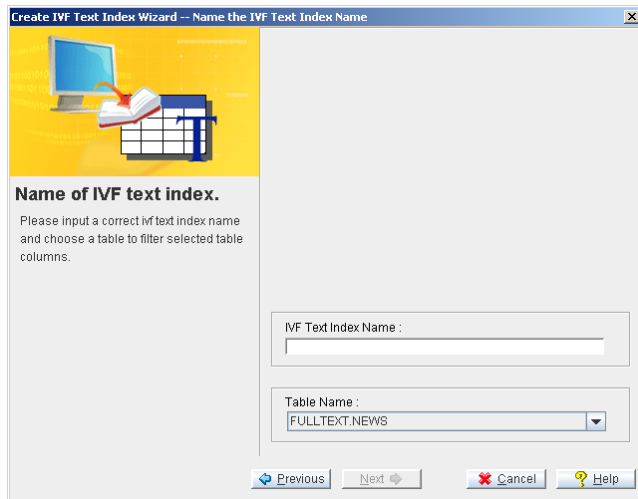 Create IVF Text Index Wizard -- Name the IVF Text Index Name
T
Name of IVF text index.
Please input a correct ivf text index name
and choose a table to filter selected table
columns.
IVF Text Index Name :
Table Name :
FULLTEXT.NEWS
Previous
Next
Cancel
Help